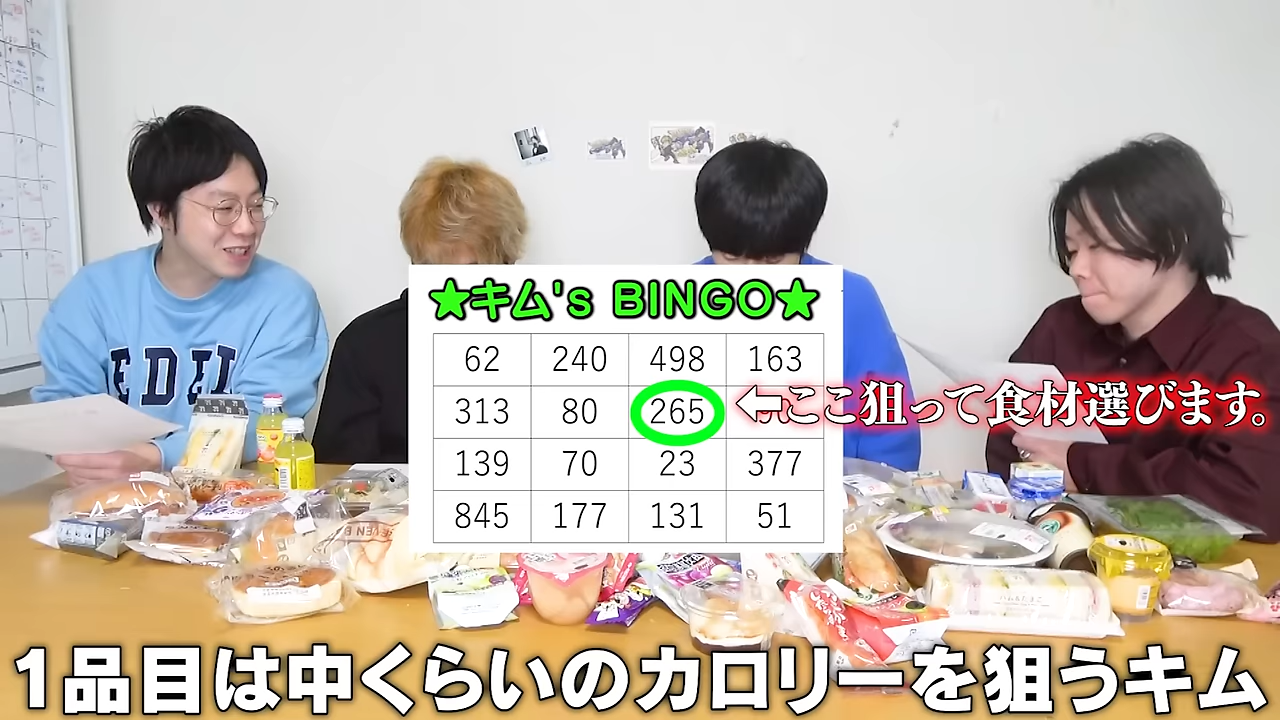 ★キム's BINGO★
62 240 498 163
313 80 265
←ここ狙って食材選びます。
139 70 23 377
845 177 131 51
1品目は中くらいのカロリーを狙うキム